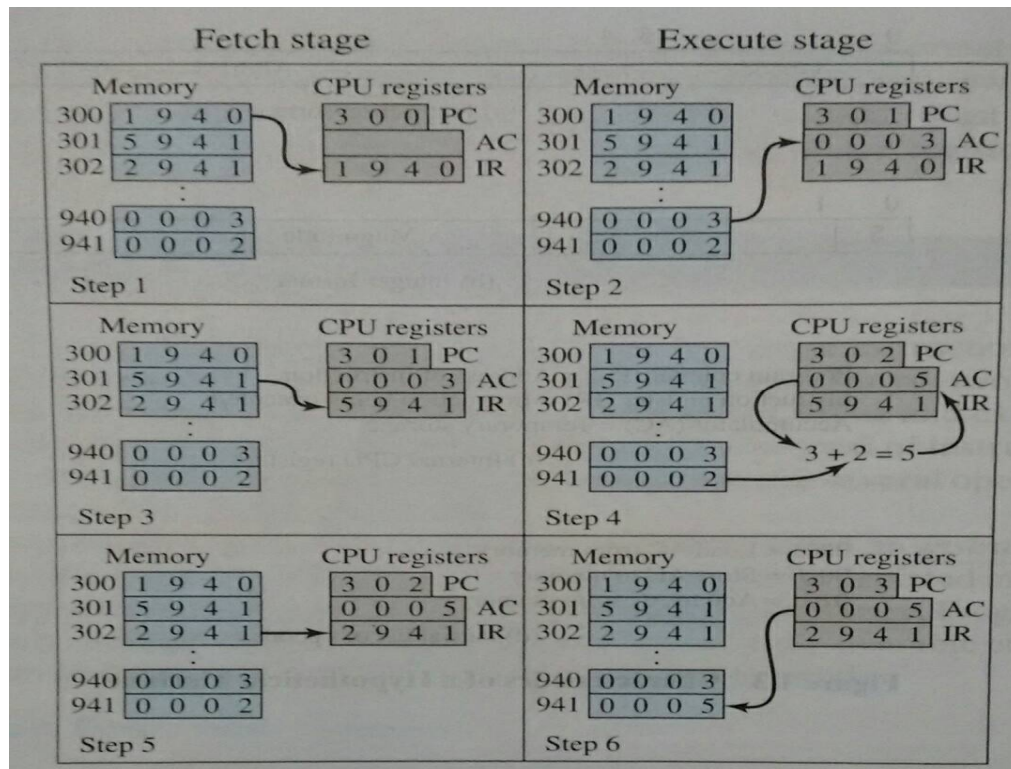 Fetch stage
Execute stage
Memory CPU registers
300 1 9 4 0 3 0 0 PC
301 5 9 4 1 AC
302 2 9 4 1 1 9 4 0 IR
940 0 0 0 3
941 0 0 0 2
Step 1
Memory CPU registers
300 1 9 4 0 3 0 1 PC
301 5 9 4 1 0 0 0 3 AC
302 2 9 4 1 1 9 4 0 IR
940 0 0 0 3
941 0 0 0 2
Step 2
Memory CPU registers
300 1 9 4 0 3 0 1 PC
301 5 9 4 1 0 0 0 3 AC
302 2 9 4 1 5 9 4 1 IR
940 0 0 0 3
941 0 0 0 2
Step 3
Memory CPU registers
300 1 9 4 0 3 0 2 PC
301 5 9 4 1 0 0 0 5 AC
302 2 9 4 1 5 9 4 1 IR
940 0 0 0 3 3 + 2 = 5
941 0 0 0 2
Step 4
Memory CPU registers
300 1 9 4 0 3 0 2 PC
301 5 9 4 1 0 0 0 5 AC
302 2 9 4 1 2 9 4 1 IR
940 0 0 0 3
941 0 0 0 2
Step 5
Memory CPU registers
300 1 9 4 0 3 0 3 PC
301 5 9 4 1 0 0 0 5 AC
302 2 9 4 1 2 9 4 1 IR
940 0 0 0 3
941 0 0 0 5
Step 6